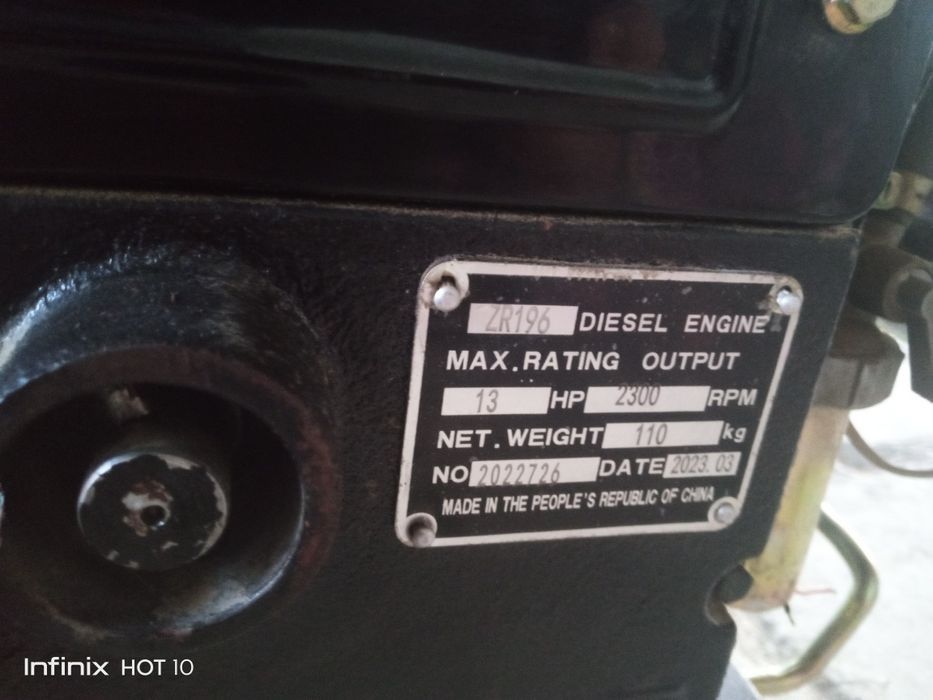 ZR196 DIESEL ENGINE
MAX. RATING OUTPUT
13 HP 2300 RPM
NET. WEIGHT 110 kg
NO 2022726 DATE 2023.03
MADE IN THE PEOPLE'S REPUBLIC OF CHINA
Infinix HOT 10